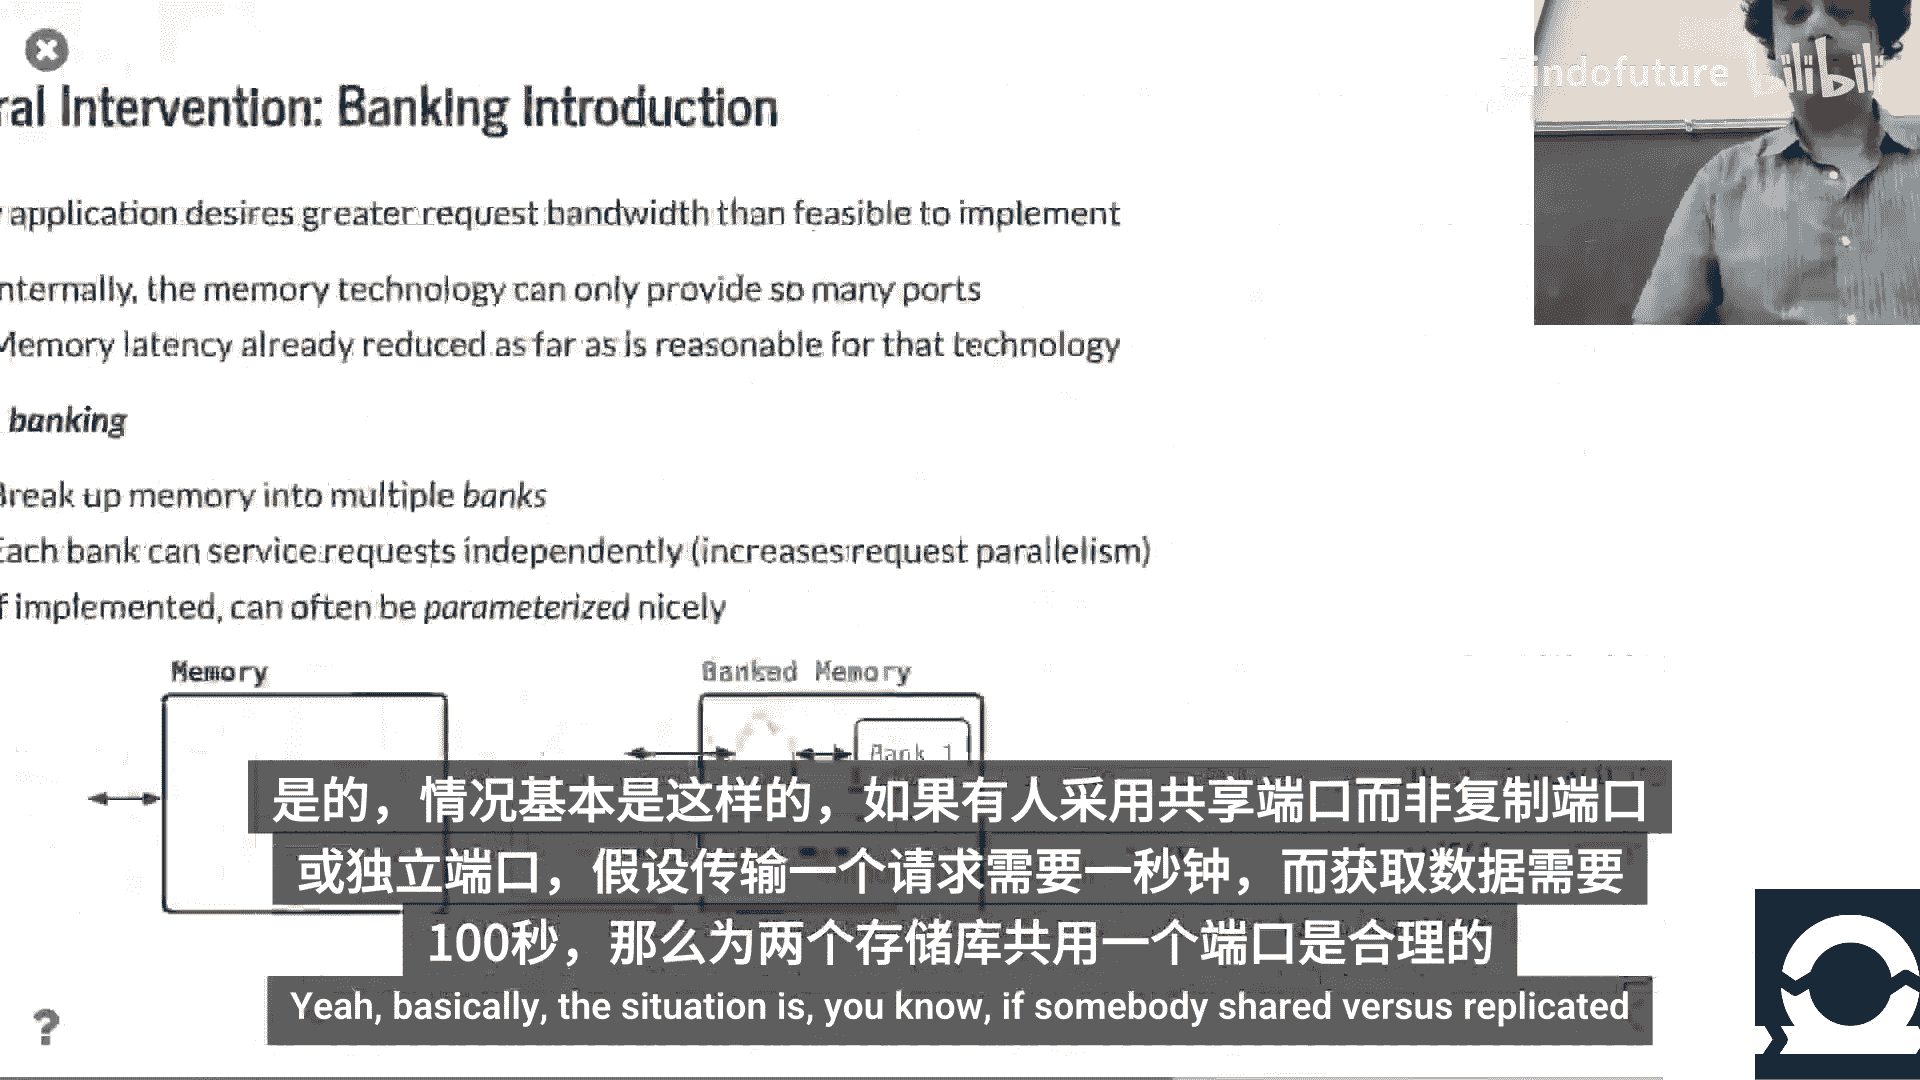 ral Intervention: Banking Introduction
indofuture bilibili
application desires greater request bandwidth than feasible to implement
nternally, the memory technology can only provide so many ports
Memory latency already reduced as far as is reasonable for that technology
banking
Break up memory into multiple banks
Each bank can service requests independently (increases request parallelism)
f implemented, can often be parameterized nicely
Memory
Banked Memory
Bank 1
是的，情况基本是这样的，如果有人采用共享端口而非复制端口
或独立端口，假设传输一个请求需要一秒钟，而获取数据需要
100秒，那么为两个存储库共用一个端口是合理的
Yeah, basically, the situation is, you know, if somebody shared versus replicated
?